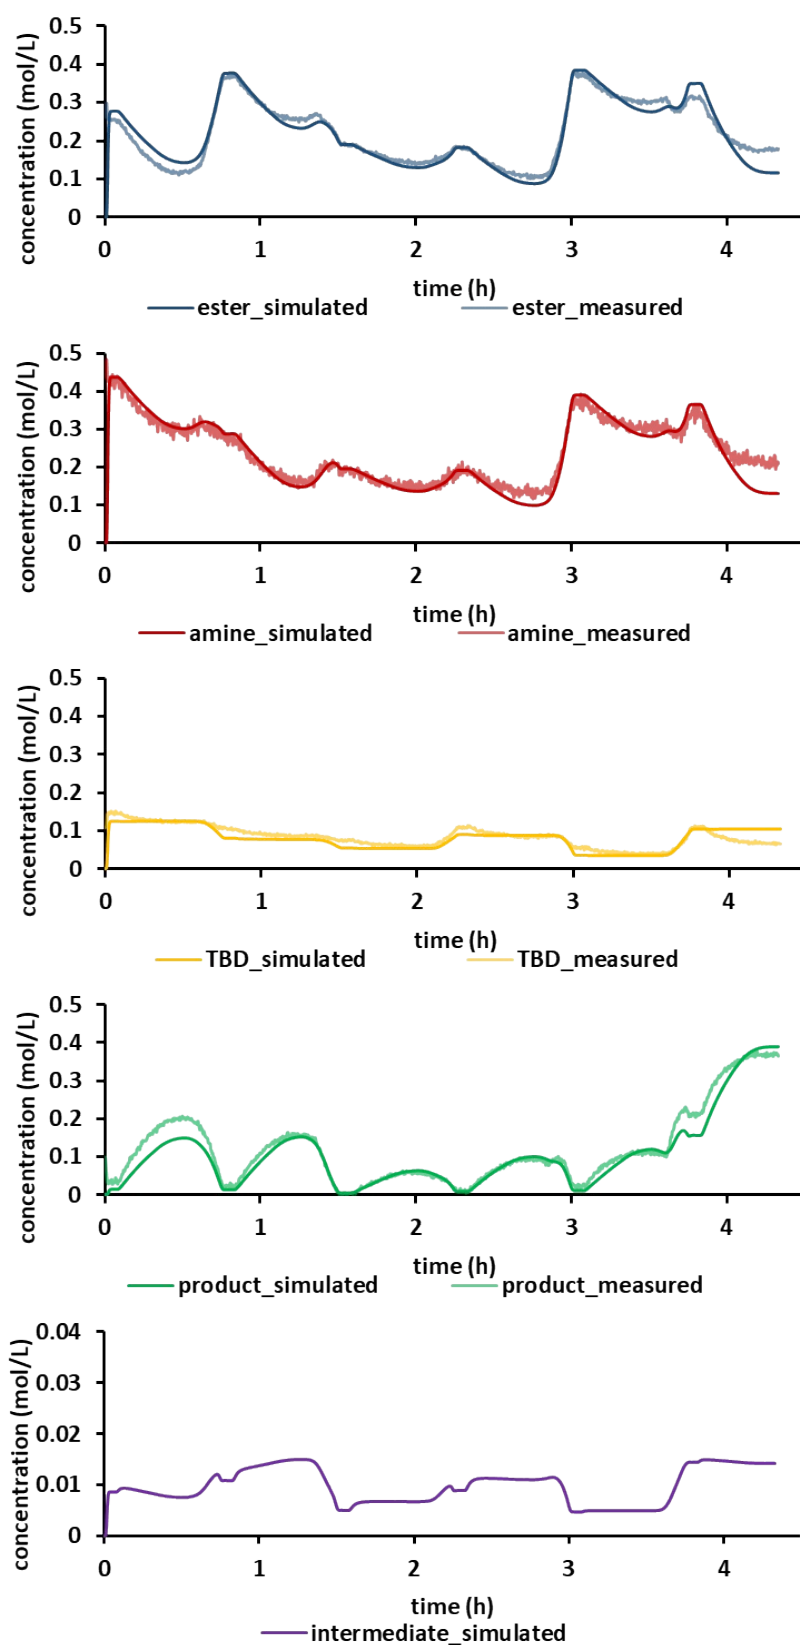 concentration (mol/L)
0.5
0.4
0.3
0.2
0.1
0
0 1 2 3 4
time (h)
ester_simulated ester_measured
concentration (mol/L)
0.5
0.4
0.3
0.2
0.1
0
0 1 2 3 4
time (h)
amine_simulated amine_measured
concentration (mol/L)
0.5
0.4
0.3
0.2
0.1
0
0 1 2 3 4
time (h)
TBD_simulated TBD_measured
concentration (mol/L)
0.5
0.4
0.3
0.2
0.1
0
0 1 2 3 4
time (h)
product_simulated product_measured
concentration (mol/L)
0.04
0.03
0.02
0.01
0
0 1 2 3 4
time (h)
intermediate_simulated